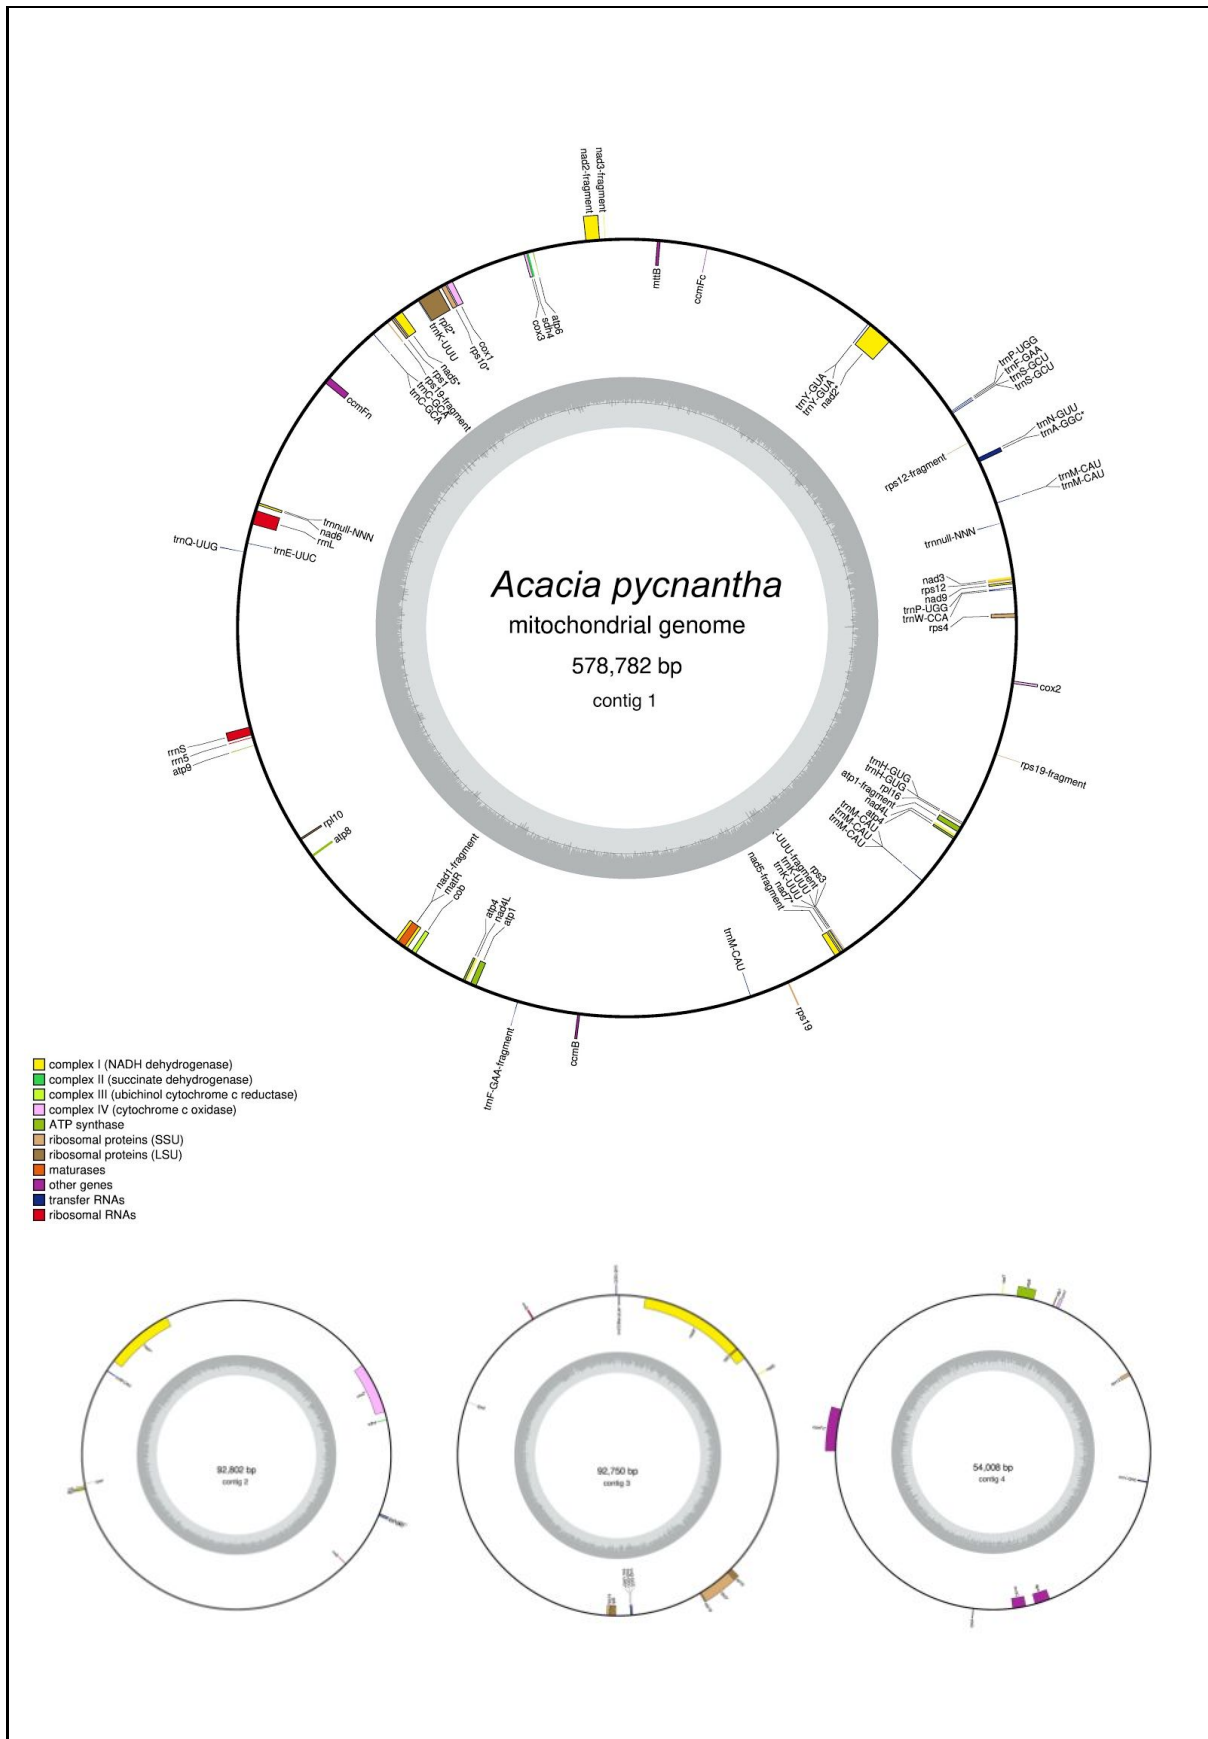 nad3-fragment
nad2-fragment
mttB
ccmFc
atp6
sdh4
cox3
cox1
rps10*
rpl2*
trnK-UUU
nad5*
rps1*
rps19-fragment
trnC-GCA
trnC-GCA
ccmFn
trnnull-NNN
nad6
rrnL
trnQ-UUG
trnE-UUC
trnY-GUA
trnY-GUA
nad2*
trnP-UGG
trnF-GAA
trnS-GCU
trnS-GCU
trnN-GUU
trnA-GGC*
rps12-fragment
trnM-CAU
trnM-CAU
trnnull-NNN
nad3
rps12
nad9
trnP-UGG
trnW-CCA
rps4
cox2
Acacia pycnantha
mitochondrial genome
578,782 bp
contig 1
rps19-fragment
trnH-GUG
trnH-GUG
rpl16
atp1-fragment
nad4L
atp4
trnM-CAU
trnM-CAU
trnM-CAU
rrnS
rrn5
atp9
rpl10
atp8
nad1-fragment
matR
cob
atp4
nad4L
atp1
rps3
-UUU-fragment
trnK-UUU
trnK-UUU
nad7*
nad5-fragment
trnM-CAU
rps19
trnF-GAA-fragment
ccmB
complex I (NADH dehydrogenase)
complex II (succinate dehydrogenase)
complex III (ubichinol cytochrome c reductase)
complex IV (cytochrome c oxidase)
ATP synthase
ribosomal proteins (SSU)
ribosomal proteins (LSU)
maturases
other genes
transfer RNAs
ribosomal RNAs
92,802 bp
contig 2
92,750 bp
contig 3
54,008 bp
contig 4